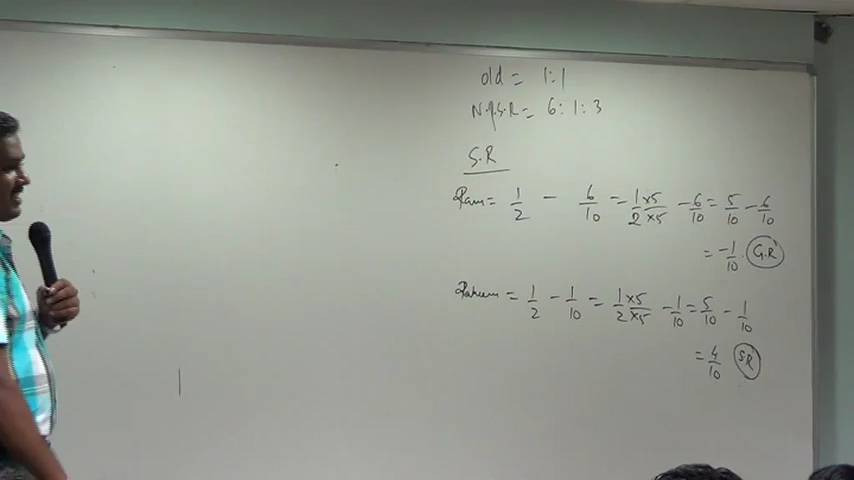 old = 1:1
N.P.S.R = 6:1:3
S.R
Ram = 1/2 - 6/10 = 1/2 ×5/×5 - 6/10 = 5/10 - 6/10
= -1/10 G.R
Raheem = 1/2 - 1/10 = 1/2 ×5/×5 - 1/10 = 5/10 - 1/10
= 4/10 SR